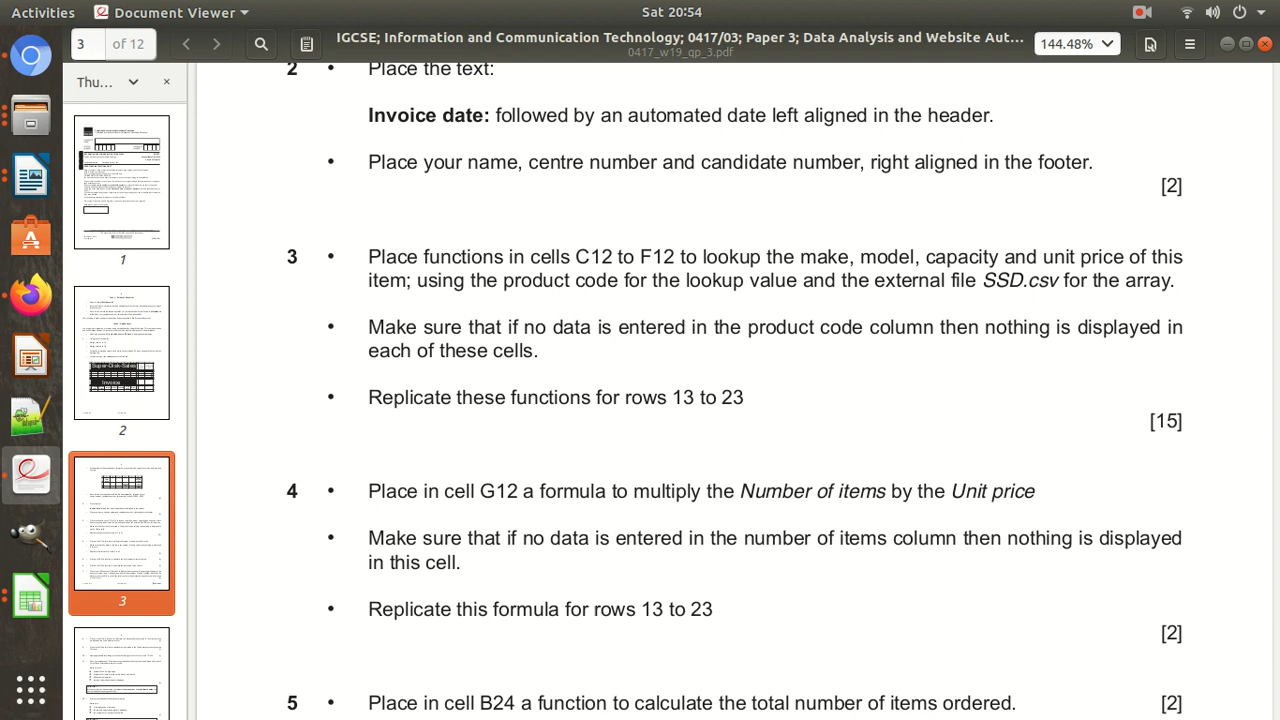 Activities Document Viewer Sat 20:54
3 of 12 IGCSE; Information and Communication Technology; 0417/03; Paper 3; Data Analysis and Website Aut... 144.48%
0417_w19_qp_3.pdf
Thu...
1
2
3
2 • Place the text:
Invoice date: followed by an automated date left aligned in the header.
• Place your name, centre number and candidate number, right aligned in the footer.
[2]
3 • Place functions in cells C12 to F12 to lookup the make, model, capacity and unit price of this
item; using the product code for the lookup value and the external file SSD.csv for the array.
• Make sure that if no data is entered in the product code column then nothing is displayed in
each of these cells.
• Replicate these functions for rows 13 to 23
[15]
4 • Place in cell G12 a formula to multiply the Number of items by the Unit price
• Make sure that if no data is entered in the number of items column then nothing is displayed
in this cell.
• Replicate this formula for rows 13 to 23
[2]
5 • Place in cell B24 a function to calculate the total number of items ordered. [2]